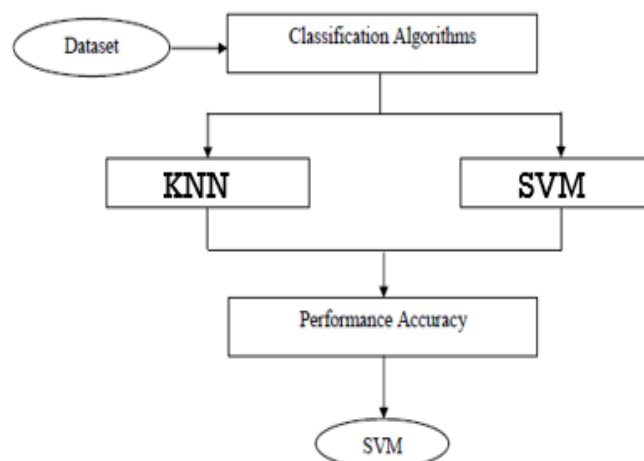 Dataset
Classification Algorithms
KNN
SVM
Performance Accuracy
SVM